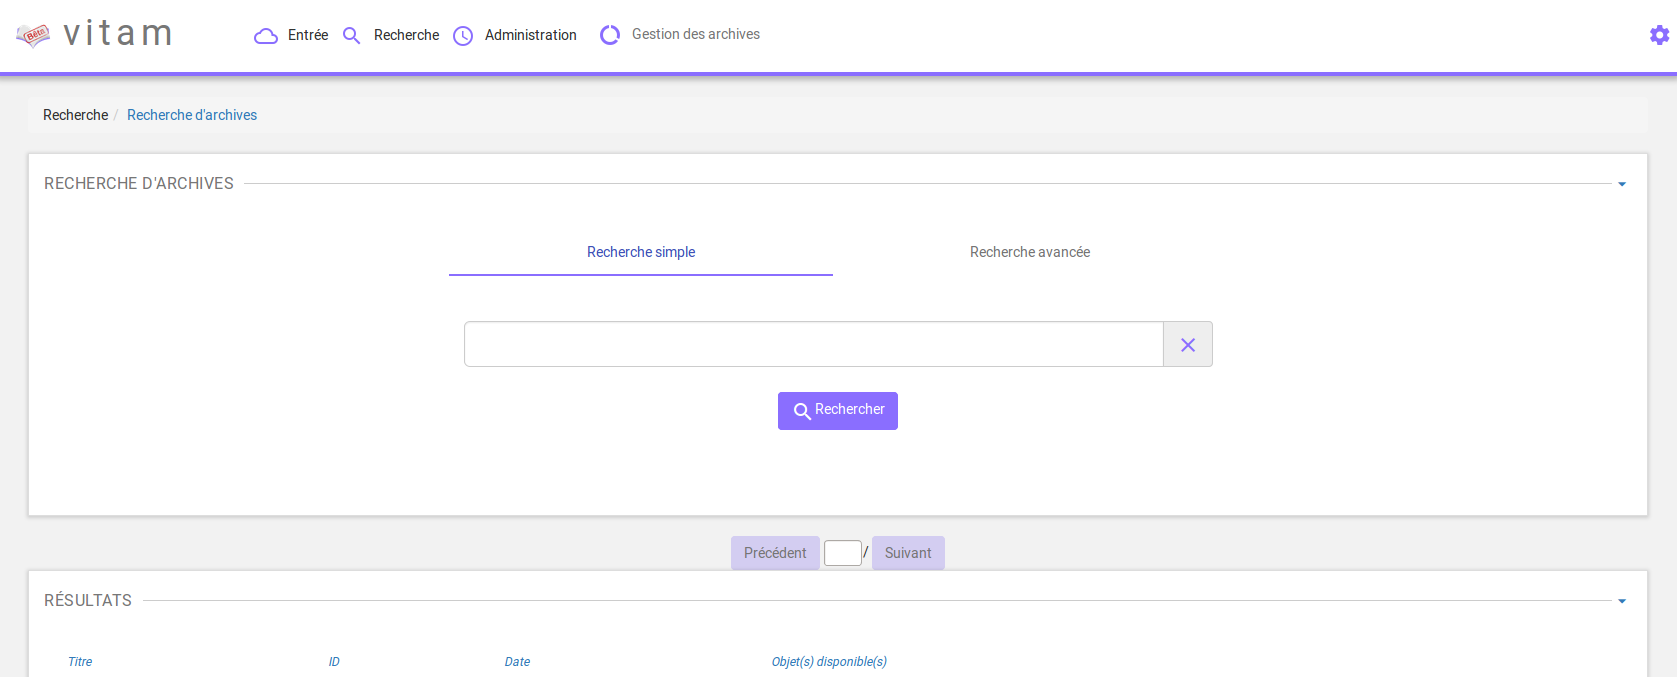 Bêta vitam Entrée Recherche Administration Gestion des archives
Recherche / Recherche d'archives
RECHERCHE D'ARCHIVES
Recherche simple Recherche avancée
Rechercher
Précédent / Suivant
RÉSULTATS
Titre ID Date Objet(s) disponible(s)